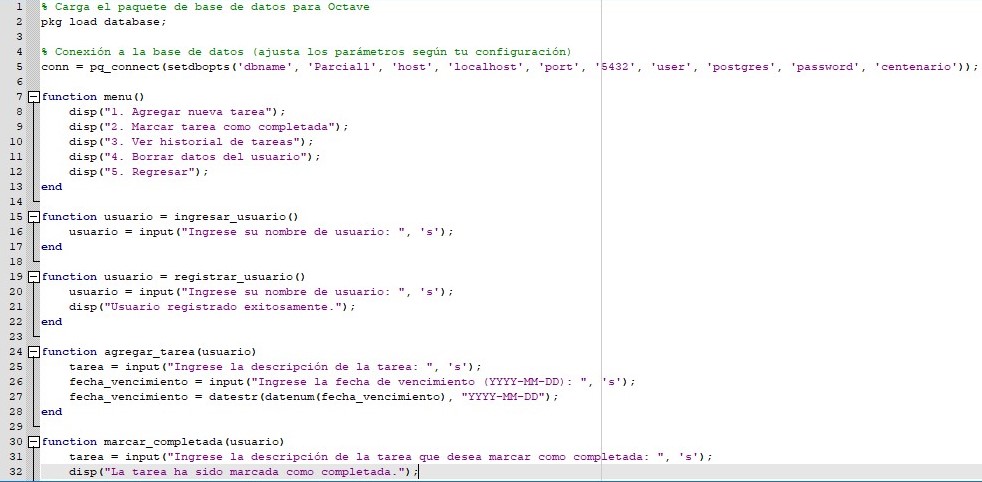 1 % Carga el paquete de base de datos para Octave
2 pkg load database;
3
4 % Conexión a la base de datos (ajusta los parámetros según tu configuración)
5 conn = pq_connect(setdbopts('dbname', 'Parcial1', 'host', 'localhost', 'port', '5432', 'user', 'postgres', 'password', 'centenario'));
6
7 function menu()
8 disp("1. Agregar nueva tarea");
9 disp("2. Marcar tarea como completada");
10 disp("3. Ver historial de tareas");
11 disp("4. Borrar datos del usuario");
12 disp("5. Regresar");
13 end
14
15 function usuario = ingresar_usuario()
16 usuario = input("Ingrese su nombre de usuario: ", 's');
17 end
18
19 function usuario = registrar_usuario()
20 usuario = input("Ingrese su nombre de usuario: ", 's');
21 disp("Usuario registrado exitosamente.");
22 end
23
24 function agregar_tarea(usuario)
25 tarea = input("Ingrese la descripción de la tarea: ", 's');
26 fecha_vencimiento = input("Ingrese la fecha de vencimiento (YYYY-MM-DD): ", 's');
27 fecha_vencimiento = datestr(datenum(fecha_vencimiento), "YYYY-MM-DD");
28 end
29
30 function marcar_completada(usuario)
31 tarea = input("Ingrese la descripción de la tarea que desea marcar como completada: ", 's');
32 disp("La tarea ha sido marcada como completada.");